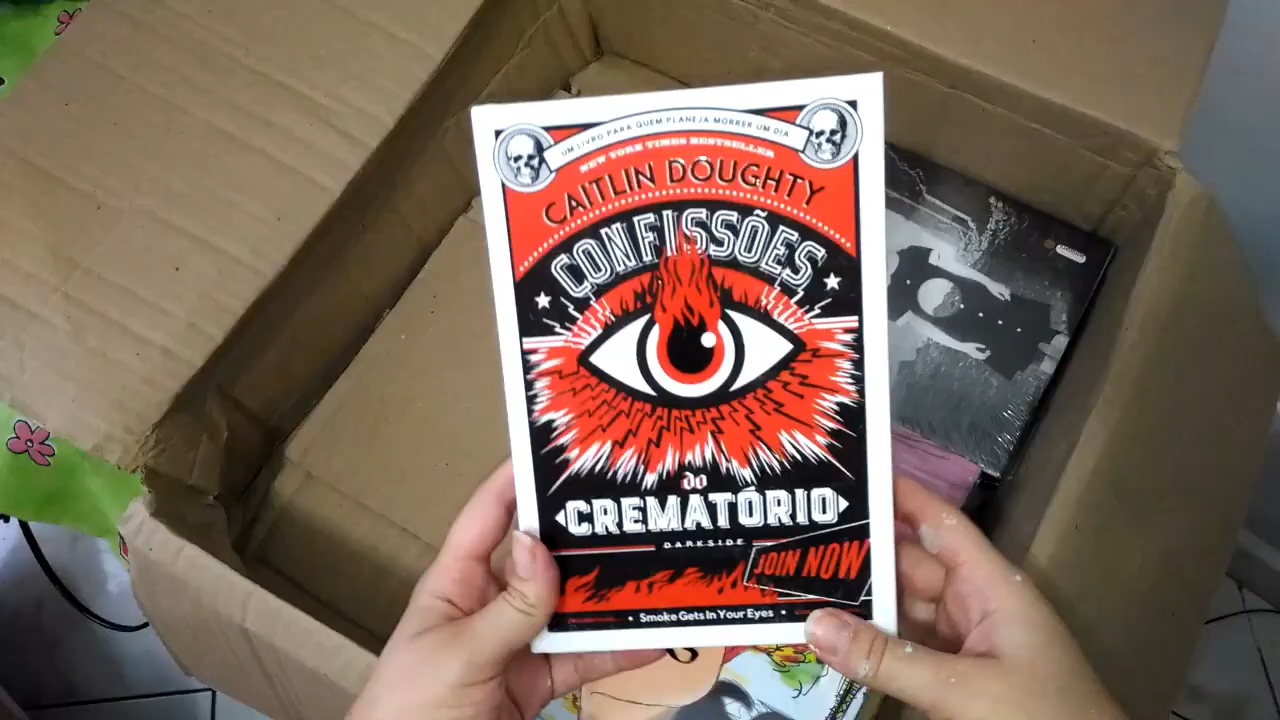 UM LIVRO PARA QUEM PLANEJA MORRER UM DIA
NEW YORK TIMES BESTSELLER
CAITLIN DOUGHTY
CONFISSÕES
do
CREMATÓRIO
DARKSIDE
JOIN NOW
• Smoke Gets In Your Eyes •